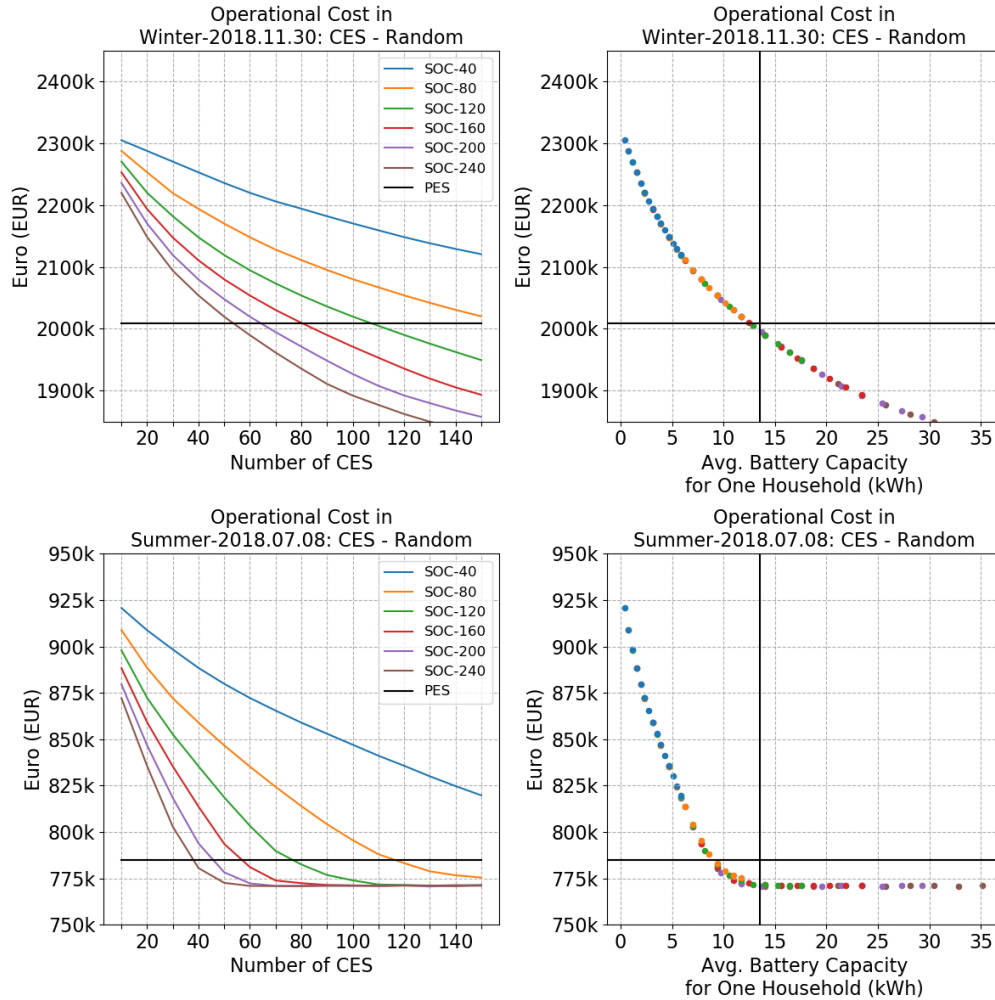 Operational Cost in
Winter-2018.11.30: CES - Random
2400k
2300k
2200k
2100k
2000k
1900k
Euro (EUR)
SOC-40
SOC-80
SOC-120
SOC-160
SOC-200
SOC-240
PES
20 40 60 80 100 120 140
Number of CES
Operational Cost in
Winter-2018.11.30: CES - Random
2400k
2300k
2200k
2100k
2000k
1900k
Euro (EUR)
0 5 10 15 20 25 30 35
Avg. Battery Capacity
for One Household (kWh)
Operational Cost in
Summer-2018.07.08: CES - Random
950k
925k
900k
875k
850k
825k
800k
775k
750k
Euro (EUR)
SOC-40
SOC-80
SOC-120
SOC-160
SOC-200
SOC-240
PES
20 40 60 80 100 120 140
Number of CES
Operational Cost in
Summer-2018.07.08: CES - Random
950k
925k
900k
875k
850k
825k
800k
775k
750k
Euro (EUR)
0 5 10 15 20 25 30 35
Avg. Battery Capacity
for One Household (kWh)